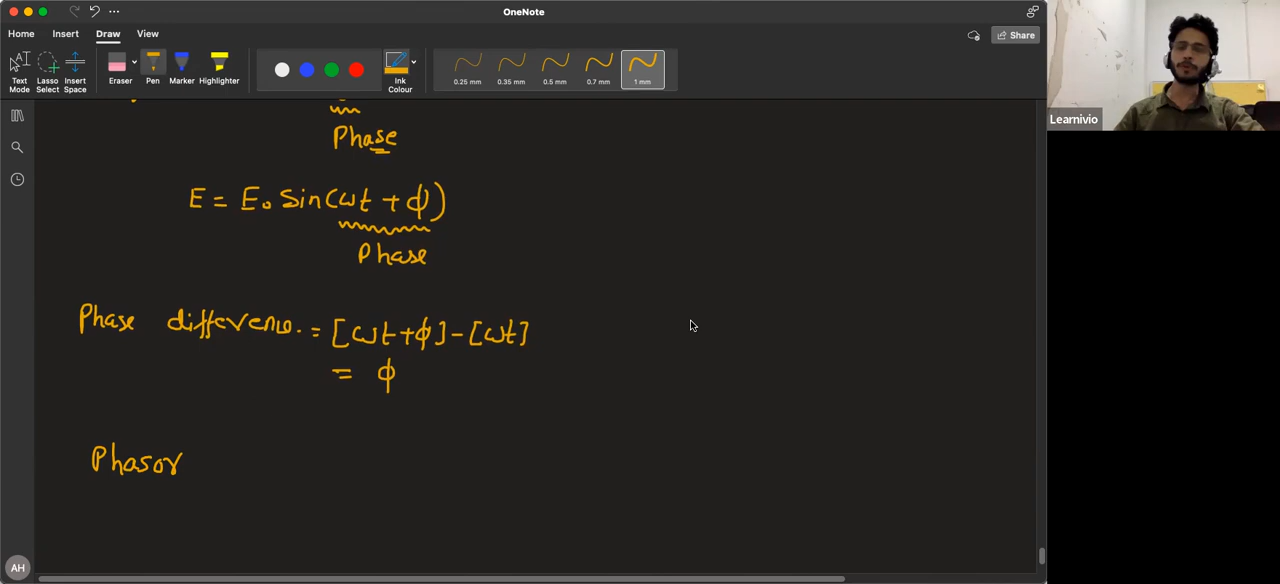 OneNote
Home Insert Draw View
Share
Text Mode
Lasso Select
Insert Space
Eraser
Pen
Marker
Highlighter
Ink Colour
0.25 mm
0.35 mm
0.5 mm
0.7 mm
1 mm
Learnivio
Phase
E = E₀ Sin(ωt + ϕ)
Phase
Phase difference. = [ωt+ϕ] - [ωt]
= ϕ
Phasor
AH